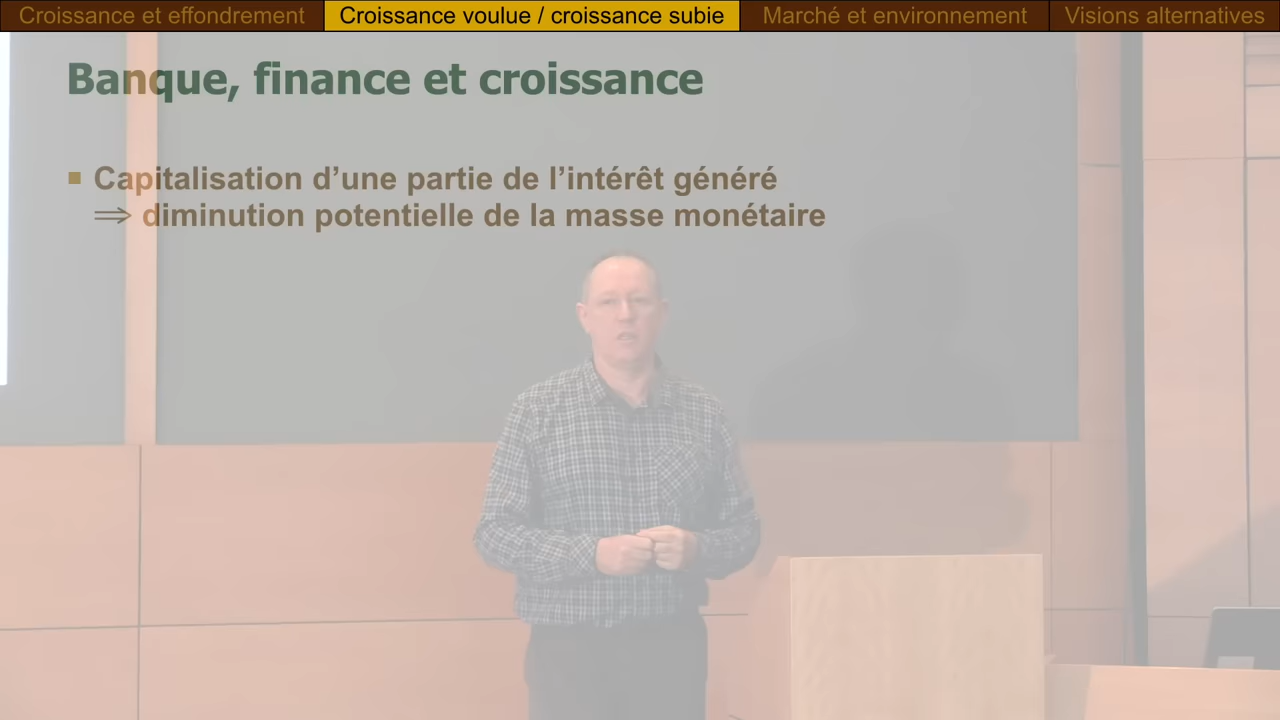 Croissance et effondrement
Croissance voulue / croissance subie
Marché et environnement
Visions alternatives
Banque, finance et croissance
■ Capitalisation d’une partie de l’intérêt généré
⇒ diminution potentielle de la masse monétaire